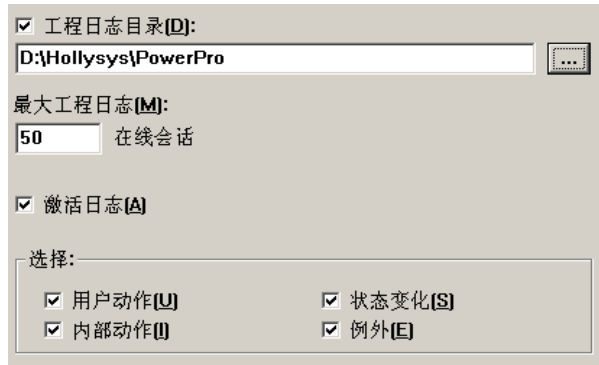 工程日志目录(D):
D:\Hollysys\PowerPro
...
最大工程日志(M):
50 在线会话
激活日志(A)
选择:
用户动作(U) 状态变化(S)
内部动作(I) 例外(E)